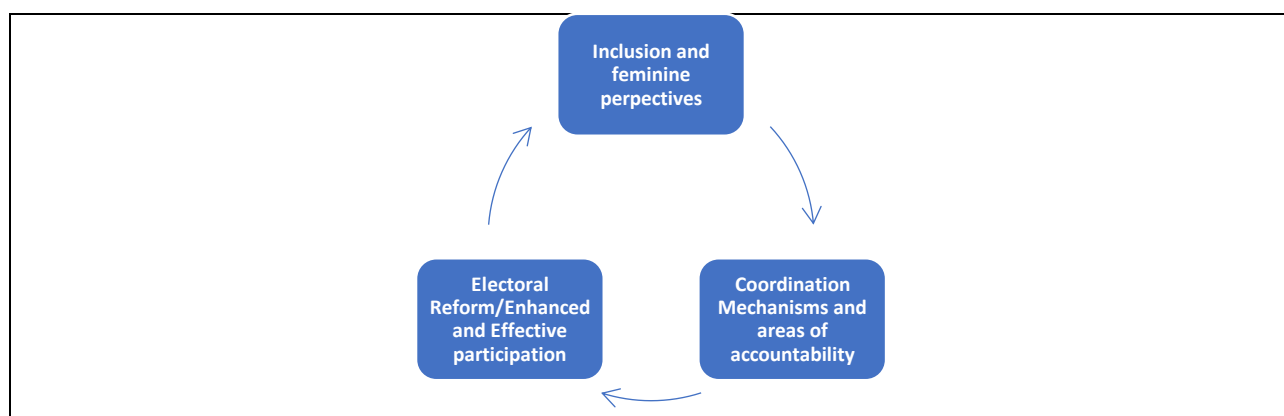 Inclusion and
feminine
perpectives
Electoral
Reform/Enhanced
and Effective
participation
Coordination
Mechanisms and
areas of
accountability